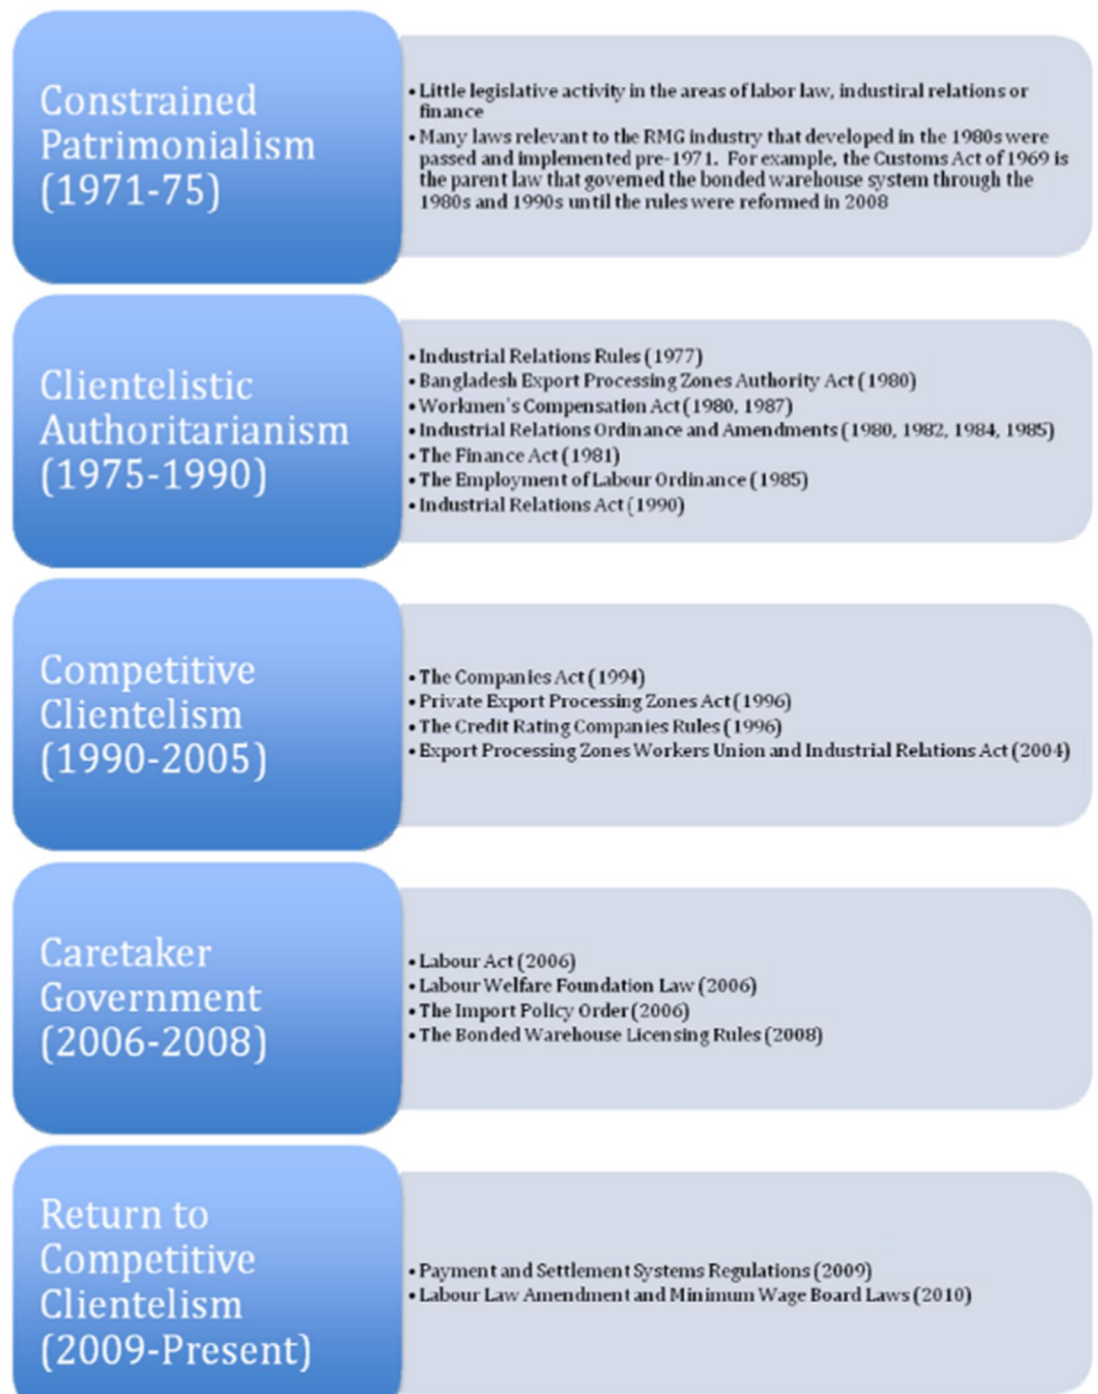 Constrained
Patrimonialism
(1971-75)
• Little legislative activity in the areas of labor law, industiral relations or
finance
• Many laws relevant to the RMG industry that developed in the 1980s were
passed and implemented pre-1971. For example, the Customs Act of 1969 is
the parent law that governed the bonded warehouse system through the
1980s and 1990s until the rules were reformed in 2008
Clientelistic
Authoritarianism
(1975-1990)
• Industrial Relations Rules (1977)
• Bangladesh Export Processing Zones Authority Act (1980)
• Workmen's Compensation Act (1980, 1987)
• Industrial Relations Ordinance and Amendments (1980, 1982, 1984, 1985)
• The Finance Act (1981)
• The Employment of Labour Ordinance (1985)
• Industrial Relations Act (1990)
Competitive
Clientelism
(1990-2005)
• The Companies Act (1994)
• Private Export Processing Zones Act (1996)
• The Credit Rating Companies Rules (1996)
• Export Processing Zones Workers Union and Industrial Relations Act (2004)
Caretaker
Government
(2006-2008)
• Labour Act (2006)
• Labour Welfare Foundation Law (2006)
• The Import Policy Order (2006)
• The Bonded Warehouse Licensing Rules (2008)
Return to
Competitive
Clientelism
(2009-Present)
• Payment and Settlement Systems Regulations (2009)
• Labour Law Amendment and Minimum Wage Board Laws (2010)